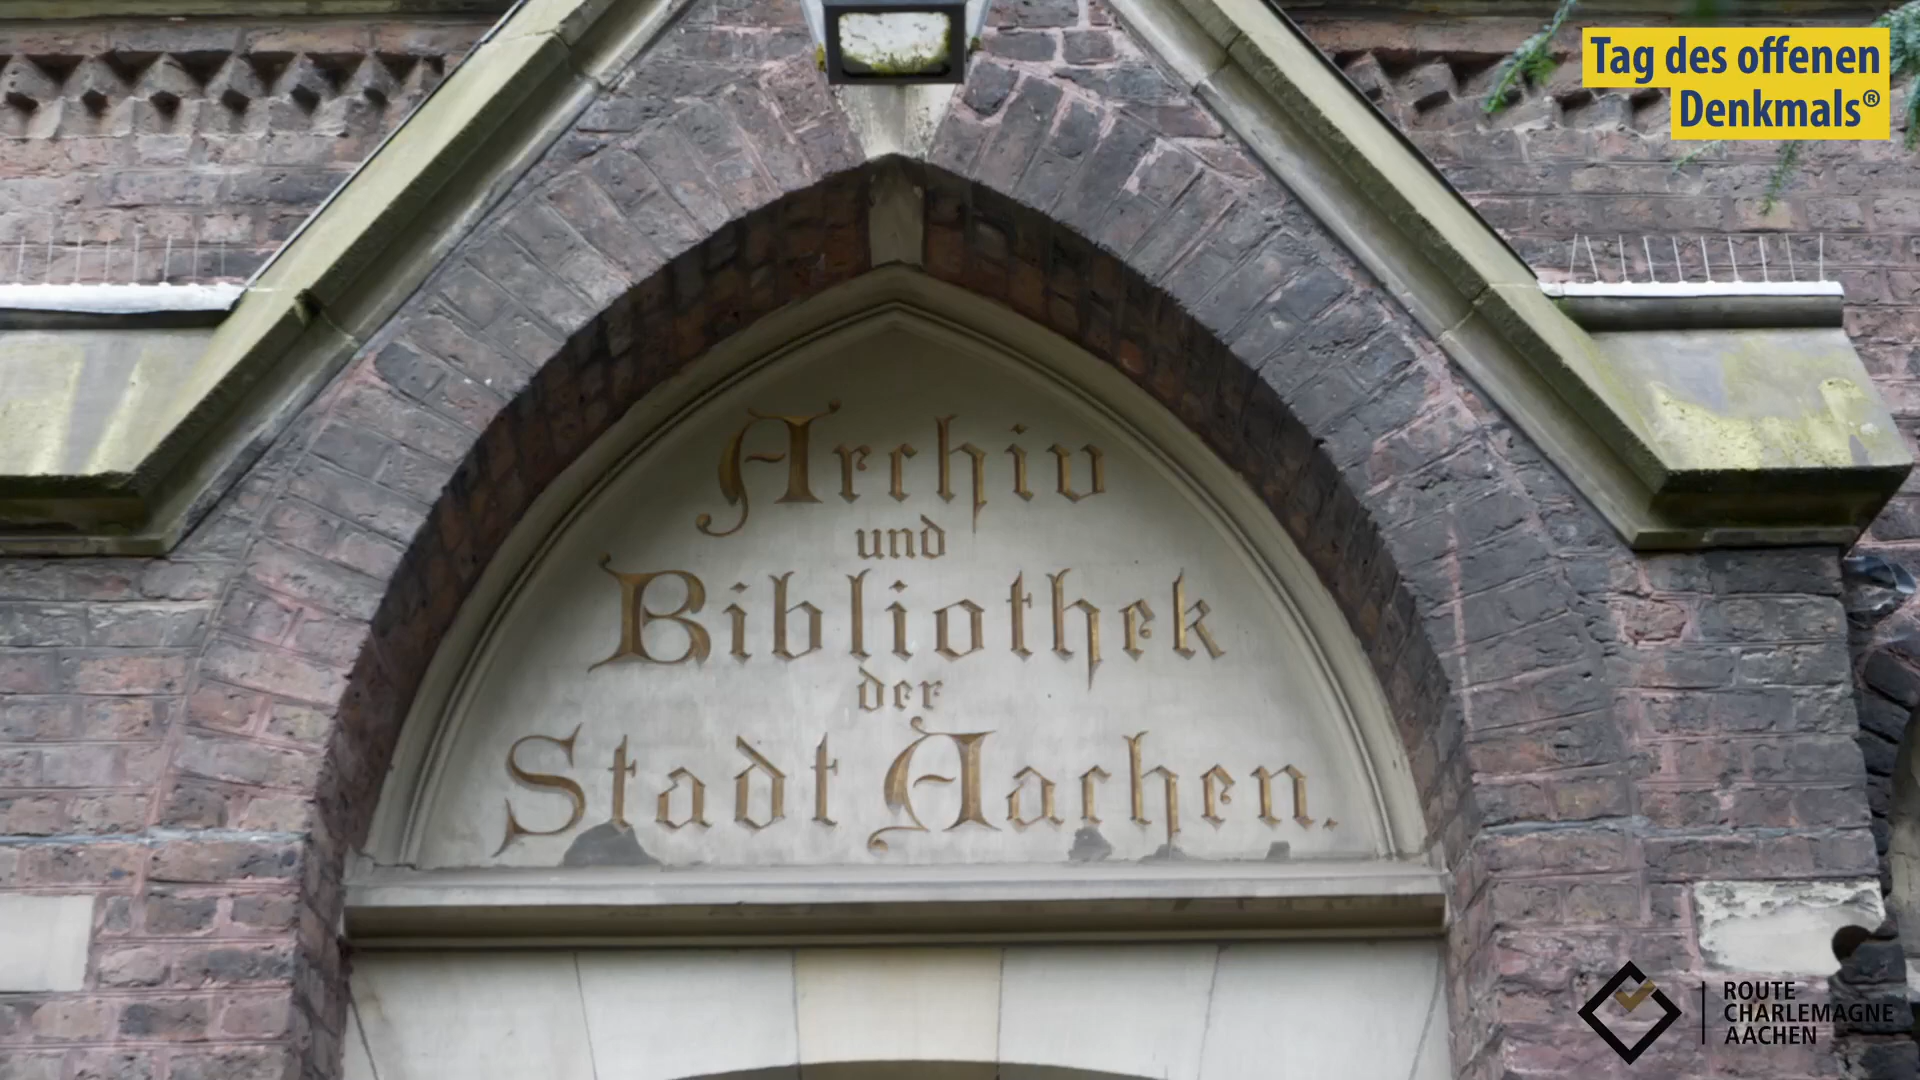 Tag des offenen
Denkmals®
Archiv
und
Bibliothek
der
Stadt Aachen.
ROUTE
CHARLEMAGNE
AACHEN